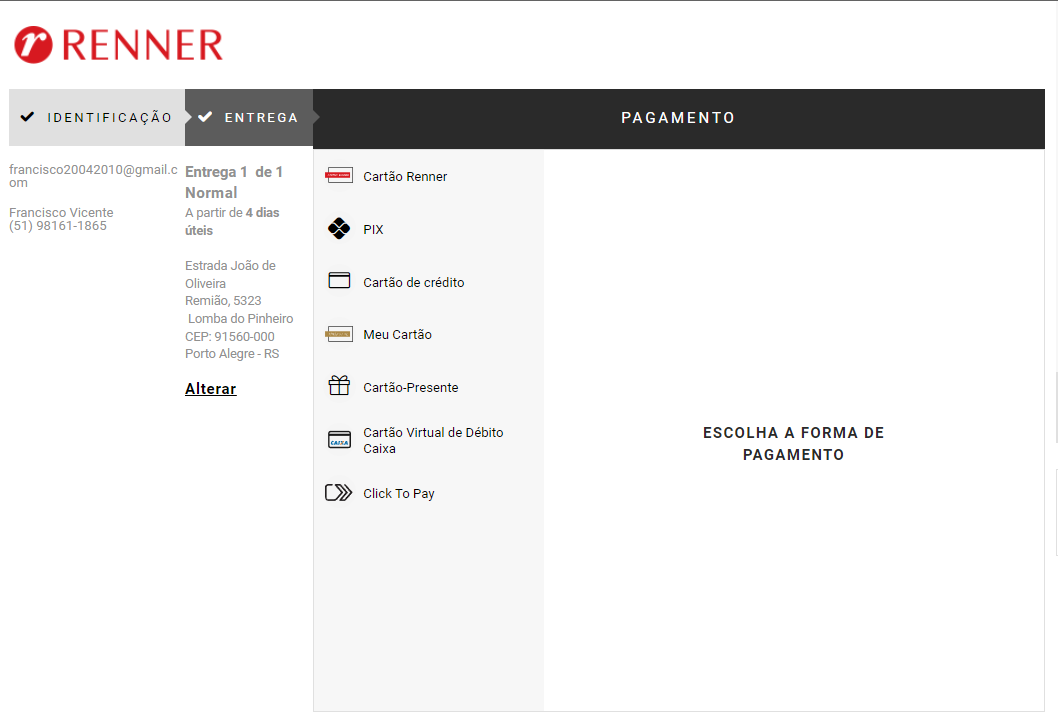 RENNER
IDENTIFICAÇÃO
ENTREGA
PAGAMENTO
francisco20042010@gmail.c
om
Francisco Vicente
(51) 98161-1865
Entrega 1 de 1
Normal
A partir de 4 dias
úteis
Estrada João de
Oliveira
Remião, 5323
Lomba do Pinheiro
CEP: 91560-000
Porto Alegre - RS
Alterar
Cartão Renner
PIX
Cartão de crédito
Meu Cartão
Cartão-Presente
CAIXA
Cartão Virtual de Débito
Caixa
Click To Pay
ESCOLHA A FORMA DE
PAGAMENTO